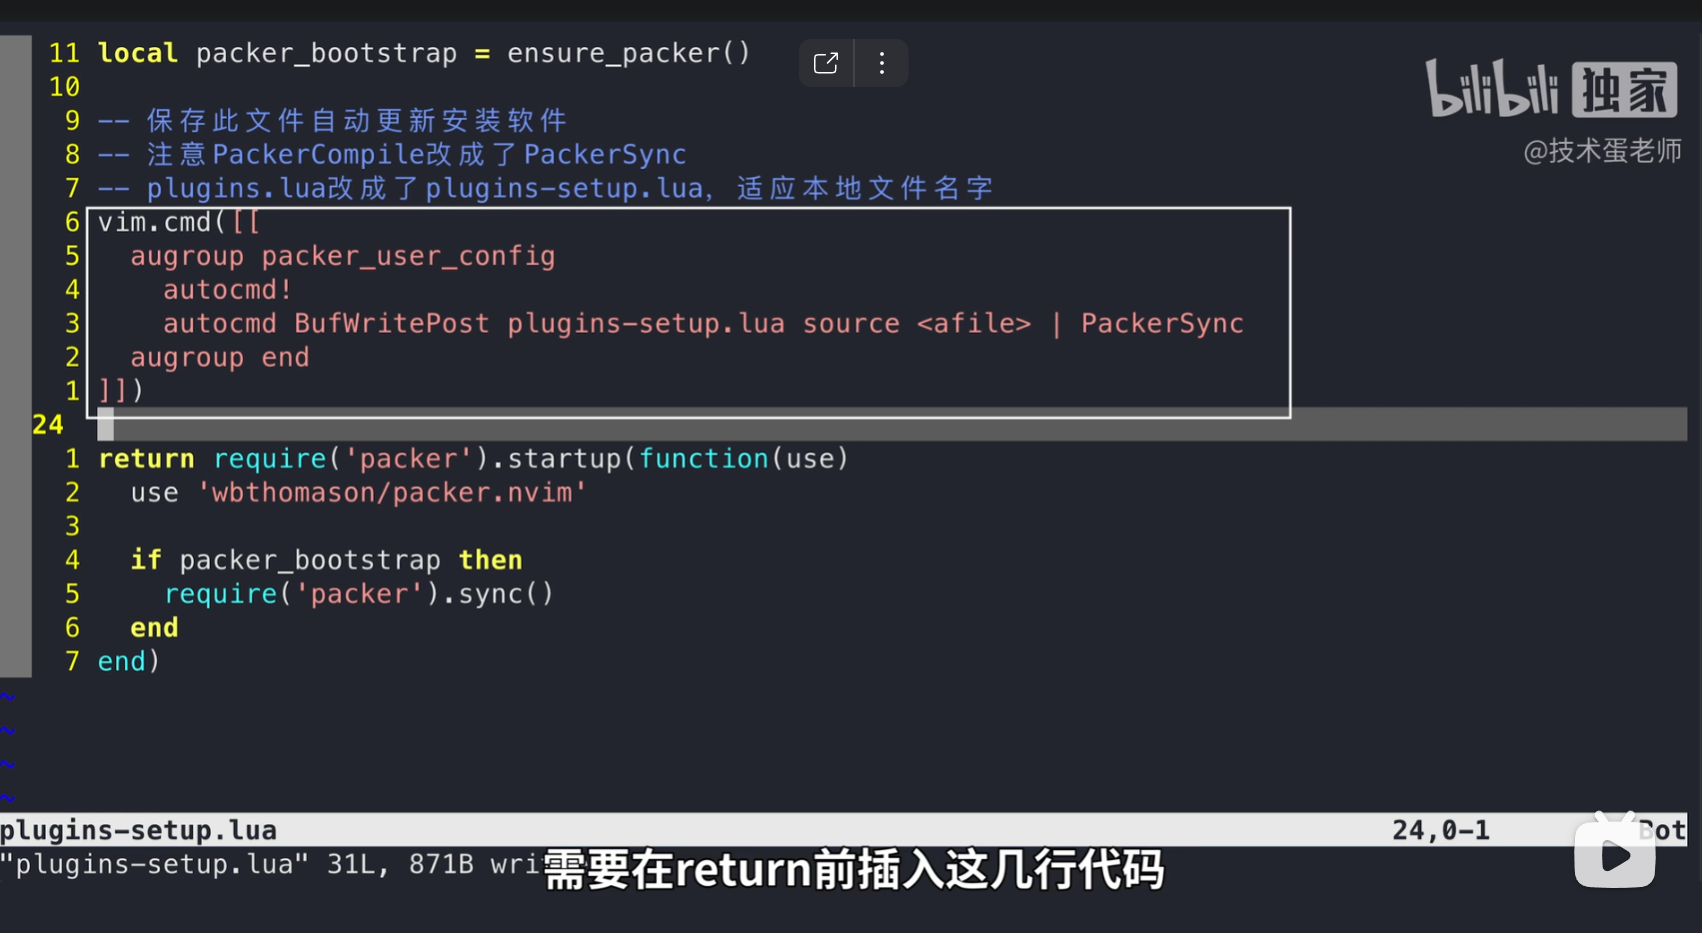 11 local packer_bootstrap = ensure_packer()
10
bilibili 独家
@技术蛋老师
9 -- 保存此文件自动更新安装软件
8 -- 注意PackerCompile改成了PackerSync
7 -- plugins.lua改成了plugins-setup.lua，适应本地文件名字
6 vim.cmd([[
5   augroup packer_user_config
4     autocmd!
3     autocmd BufWritePost plugins-setup.lua source <afile> | PackerSync
2   augroup end
1 ]])
24
1 return require('packer').startup(function(use)
2   use 'wbthomason/packer.nvim'
3
4   if packer_bootstrap then
5     require('packer').sync()
6   end
7 end)
~
~
~
~
plugins-setup.lua 24,0-1 Bot
"plugins-setup.lua" 31L, 871B wri
需要在return前插入这几行代码